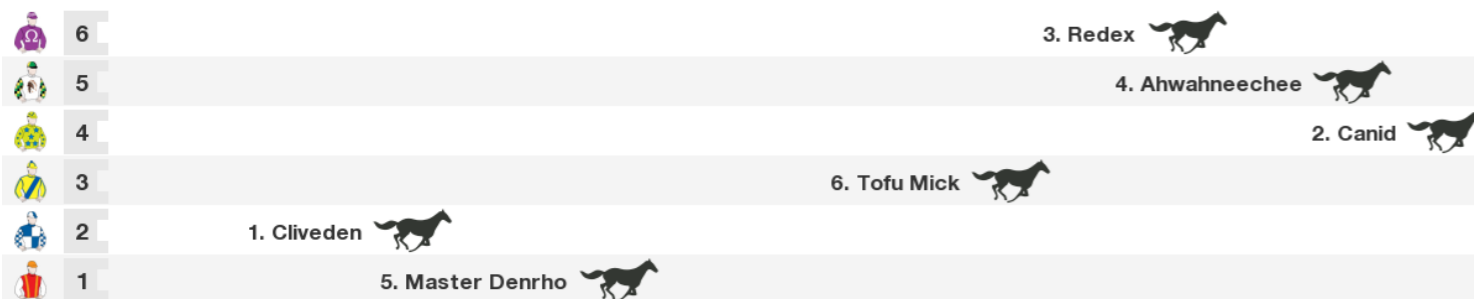 Ω
6 3. Redex
5 4. Ahwahneechee
4 2. Canid
3 6. Tofu Mick
2 1. Cliveden
1 5. Master Denrho